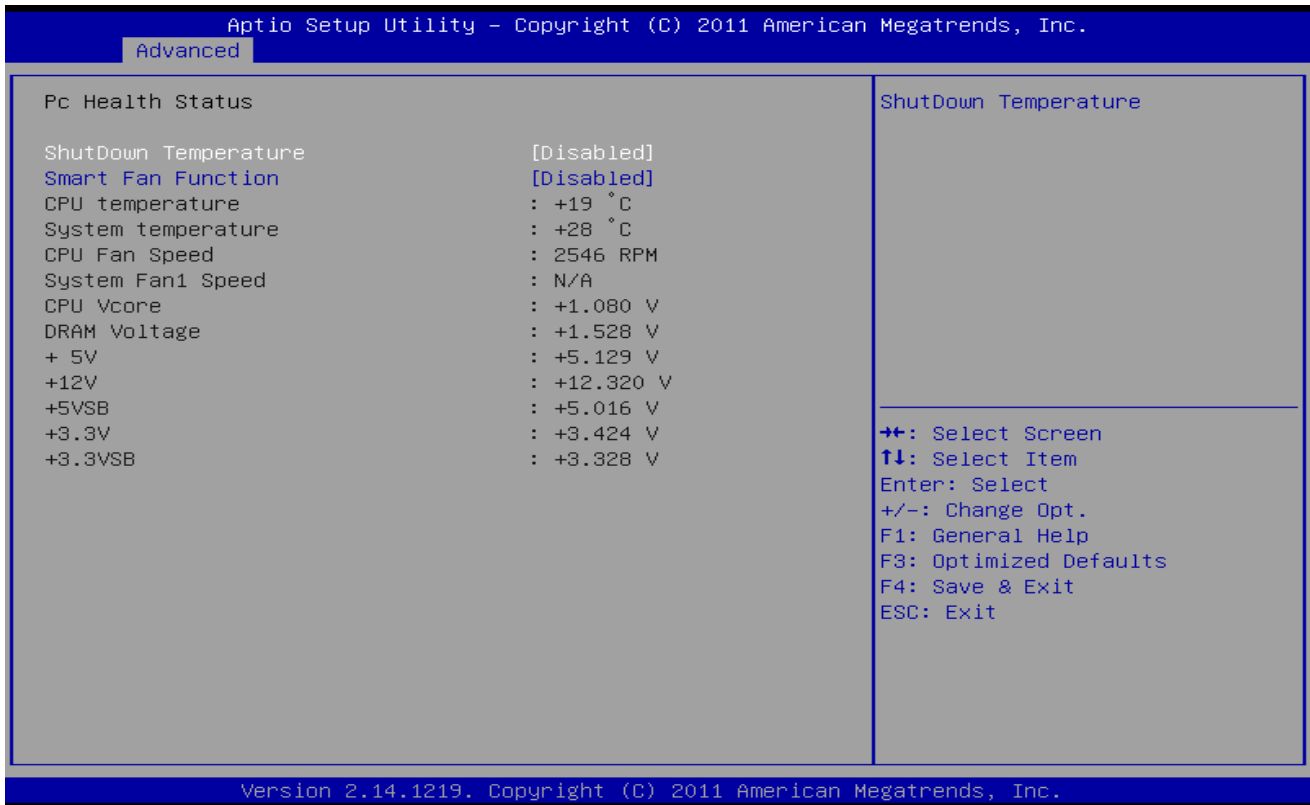 Aptio Setup Utility – Copyright (C) 2011 American Megatrends, Inc.
Advanced
Pc Health Status
ShutDown Temperature [Disabled]
Smart Fan Function [Disabled]
CPU temperature : +19 °C
System temperature : +28 °C
CPU Fan Speed : 2546 RPM
System Fan1 Speed : N/A
CPU Vcore : +1.080 V
DRAM Voltage : +1.528 V
+ 5V : +5.129 V
+12V : +12.320 V
+5VSB : +5.016 V
+3.3V : +3.424 V
+3.3VSB : +3.328 V
ShutDown Temperature
→←: Select Screen
↑↓: Select Item
Enter: Select
+/-: Change Opt.
F1: General Help
F3: Optimized Defaults
F4: Save & Exit
ESC: Exit
Version 2.14.1219. Copyright (C) 2011 American Megatrends, Inc.